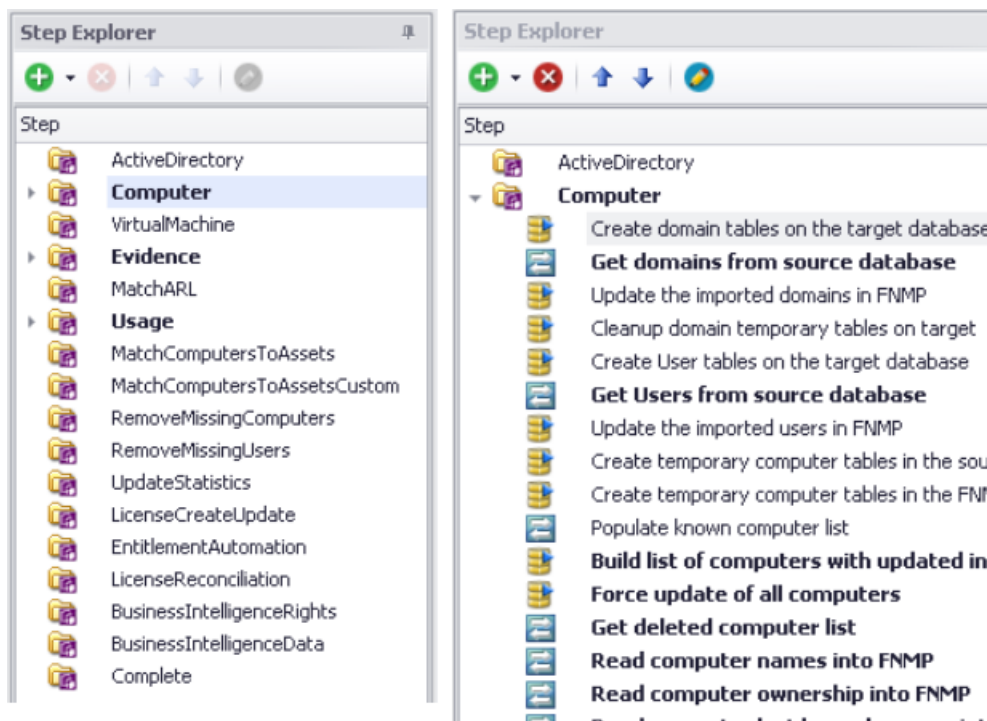 Step Explorer
Step
ActiveDirectory
Computer
VirtualMachine
Evidence
MatchARL
Usage
MatchComputersToAssets
MatchComputersToAssetsCustom
RemoveMissingComputers
RemoveMissingUsers
UpdateStatistics
LicenseCreateUpdate
EntitlementAutomation
LicenseReconciliation
BusinessIntelligenceRights
BusinessIntelligenceData
Complete
Step Explorer
Step
ActiveDirectory
Computer
Create domain tables on the target database
Get domains from source database
Update the imported domains in FNMP
Cleanup domain temporary tables on target
Create User tables on the target database
Get Users from source database
Update the imported users in FNMP
Create temporary computer tables in the sou
Create temporary computer tables in the FN
Populate known computer list
Build list of computers with updated in
Force update of all computers
Get deleted computer list
Read computer names into FNMP
Read computer ownership into FNMP